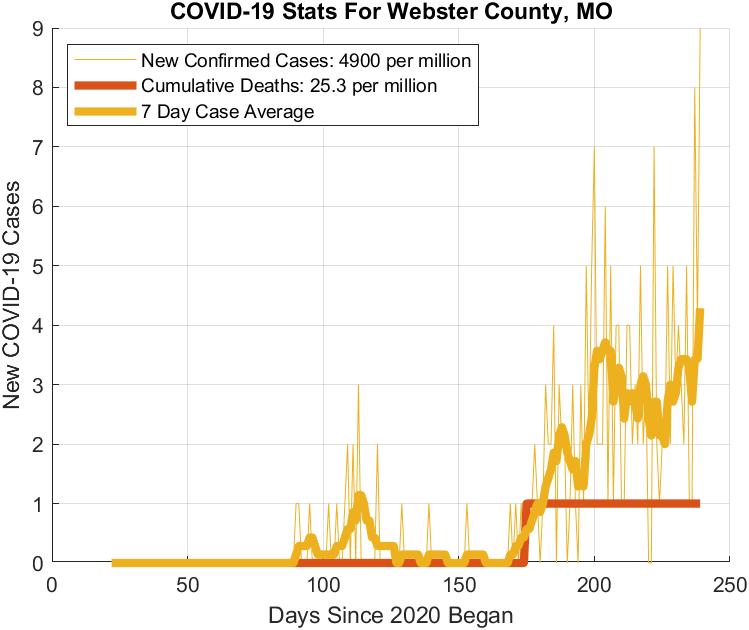 COVID-19 Stats For Webster County, MO
New Confirmed Cases: 4900 per million
Cumulative Deaths: 25.3 per million
7 Day Case Average
New COVID-19 Cases
9
8
7
6
5
4
3
2
1
0
0 50 100 150 200 250
Days Since 2020 Began